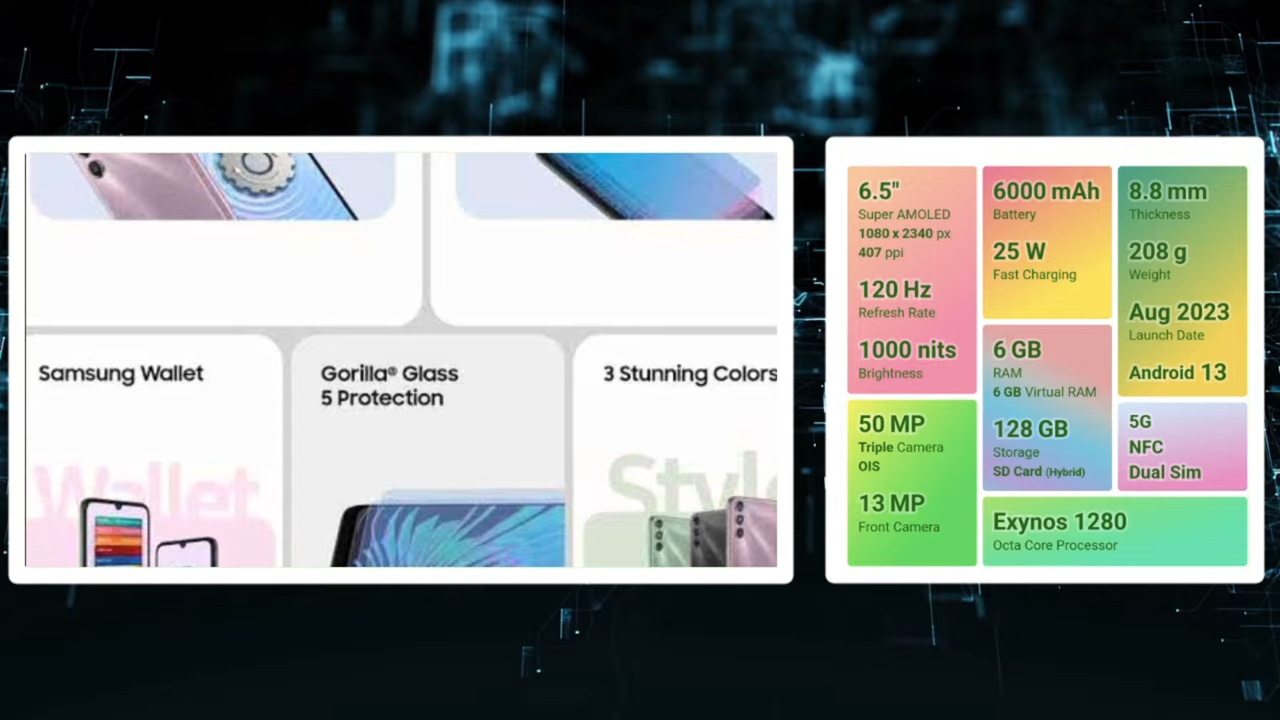 Samsung Wallet
Gorilla® Glass
5 Protection
3 Stunning Colors
Wallet
Style
6.5"
Super AMOLED
1080 x 2340 px
407 ppi
120 Hz
Refresh Rate
1000 nits
Brightness
50 MP
Triple Camera
OIS
13 MP
Front Camera
6000 mAh
Battery
25 W
Fast Charging
6 GB
RAM
6 GB Virtual RAM
128 GB
Storage
SD Card (Hybrid)
8.8 mm
Thickness
208 g
Weight
Aug 2023
Launch Date
Android 13
5G
NFC
Dual Sim
Exynos 1280
Octa Core Processor